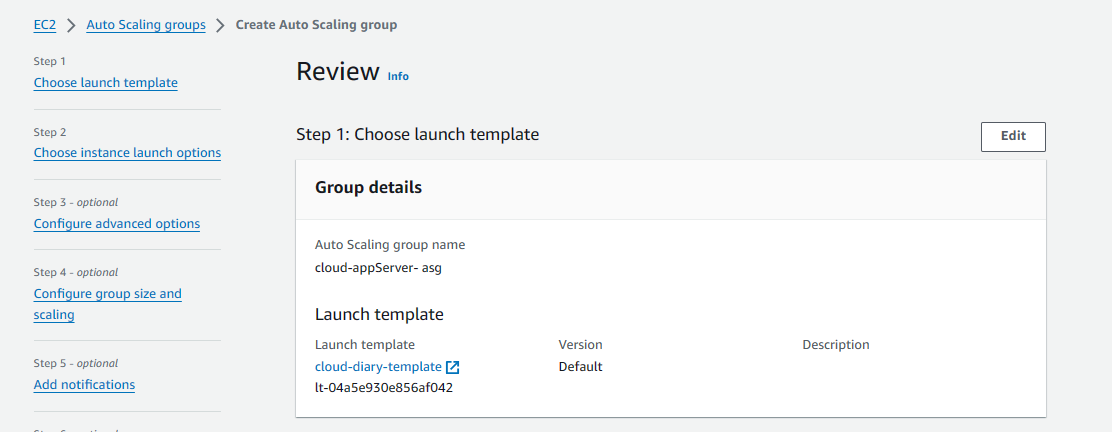 EC2 > Auto Scaling groups > Create Auto Scaling group
Step 1
Choose launch template
Step 2
Choose instance launch options
Step 3 - optional
Configure advanced options
Step 4 - optional
Configure group size and
scaling
Step 5 - optional
Add notifications
Review Info
Step 1: Choose launch template
Edit
Group details
Auto Scaling group name
cloud-appServer- asg
Launch template
Launch template Version Description
cloud-diary-template Default
lt-04a5e930e856af042